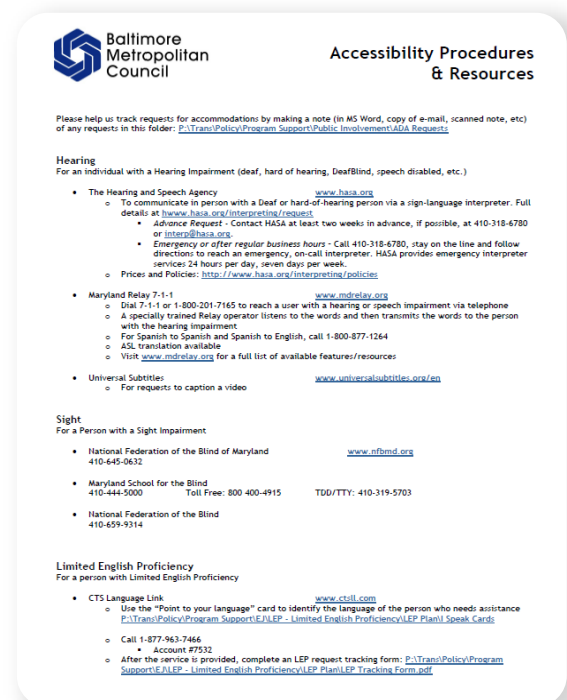 Baltimore
Metropolitan
Council
Accessibility Procedures
& Resources
Please help us track requests for accommodations by making a note (in MS Word, copy of e-mail, scanned note, etc)
of any requests in this folder: P:\Trans\Policy\Program Support\Public Involvement\ADA Requests
Hearing
For an individual with a Hearing Impairment (deaf, hard of hearing, DeafBlind, speech disabled, etc.)
• The Hearing and Speech Agency www.hasa.org
o To communicate in person with a Deaf or hard-of-hearing person via a sign-language interpreter. Full
details at hwww.hasa.org/interpreting/request
▪ Advance Request - Contact HASA at least two weeks in advance, if possible, at 410-318-6780
or interp@hasa.org.
▪ Emergency or after regular business hours - Call 410-318-6780, stay on the line and follow
directions to reach an emergency, on-call interpreter. HASA provides emergency interpreter
services 24 hours per day, seven days per week.
o Prices and Policies: http://www.hasa.org/interpreting/policies
• Maryland Relay 7-1-1 www.mdrelay.org
o Dial 7-1-1 or 1-800-201-7165 to reach a user with a hearing or speech impairment via telephone
o A specially trained Relay operator listens to the words and then transmits the words to the person
with the hearing impairment
o For Spanish to Spanish and Spanish to English, call 1-800-877-1264
o ASL translation available
o Visit www.mdrelay.org for a full list of available features/resources
• Universal Subtitles www.universalsubtitles.org/en
o For requests to caption a video
Sight
For a Person with a Sight Impairment
• National Federation of the Blind of Maryland www.nfbmd.org
410-645-0632
• Maryland School for the Blind
410-444-5000 Toll Free: 800 400-4915 TDD/TTY: 410-319-5703
• National Federation of the Blind
410-659-9314
Limited English Proficiency
For a person with Limited English Proficiency
• CTS Language Link www.ctsll.com
o Use the “Point to your language” card to identify the language of the person who needs assistance
P:\Trans\Policy\Program Support\EJ\LEP - Limited English Proficiency\LEP Plan\I Speak Cards
o Call 1-877-963-7466
▪ Account #7532
o After the service is provided, complete an LEP request tracking form: P:\Trans\Policy\Program
Support\EJ\LEP - Limited English Proficiency\LEP Plan\LEP Tracking Form.pdf